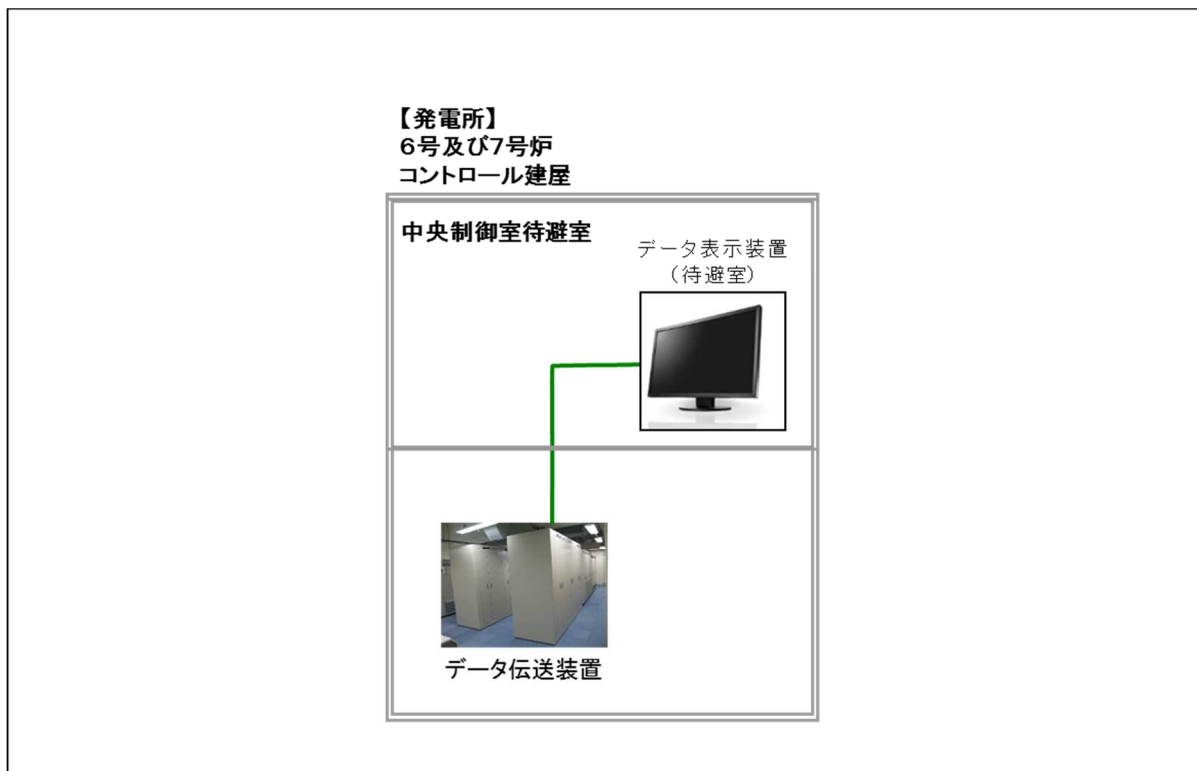 【発電所】
6号及び7号炉
コントロール建屋
中央制御室待避室
データ表示装置
(待避室)
データ伝送装置